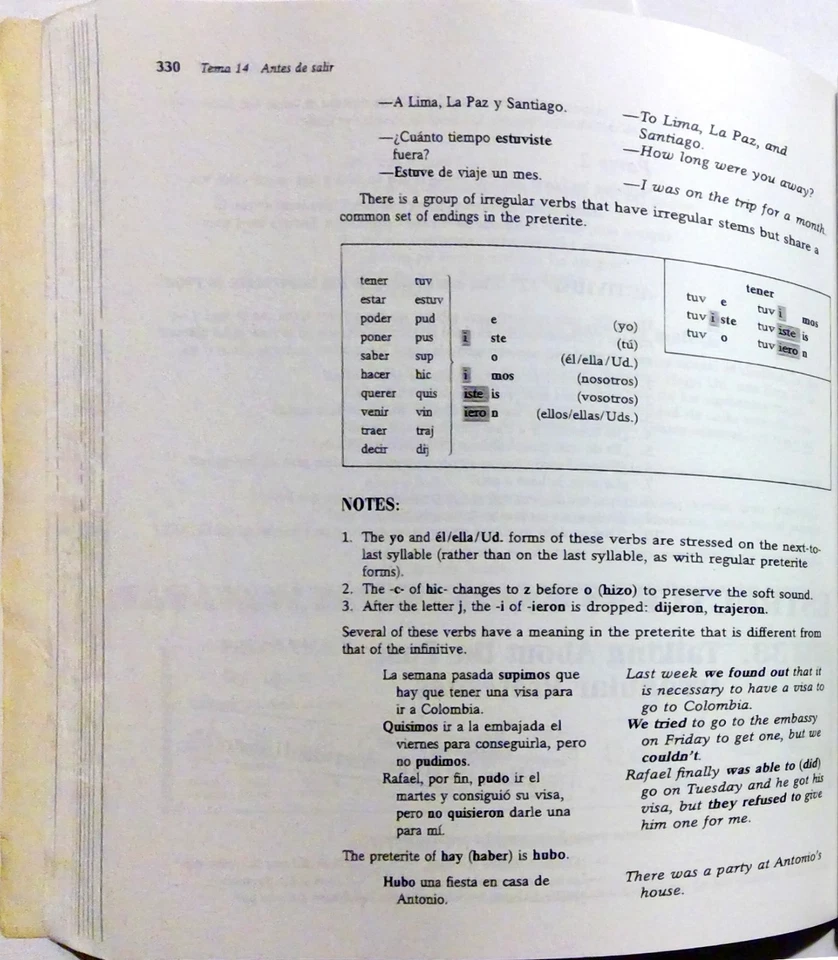 330 Tema 14 Antes de salir
—A Lima, La Paz y Santiago.
—¿Cuánto tiempo estuviste
fuera?
—Estuve de viaje un mes.
—To Lima, La Paz, and
Santiago.
—How long were you away?
—I was on the trip for a month.
There is a group of irregular verbs that have irregular stems but share a
common set of endings in the preterite.
tener tuv
estar estuv
poder pud e (yo)
poner pus i ste (tú)
saber sup o (él/ella/Ud.)
hacer hic i mos (nosotros)
querer quis iste is (vosotros)
venir vin iero n (ellos/ellas/Uds.)
traer traj
decir dij
tener
tuv e tuv i mos
tuv i ste tuv iste is
tuv o tuv iero n
NOTES:
1. The yo and él/ella/Ud. forms of these verbs are stressed on the next-to-
last syllable (rather than on the last syllable, as with regular preterite
forms).
2. The -c- of hic- changes to z before o (hizo) to preserve the soft sound.
3. After the letter j, the -i of -ieron is dropped: dijeron, trajeron.
Several of these verbs have a meaning in the preterite that is different from
that of the infinitive.
La semana pasada supimos que
hay que tener una visa para
ir a Colombia.
Quisimos ir a la embajada el
viernes para conseguirla, pero
no pudimos.
Rafael, por fin, pudo ir el
martes y consiguió su visa,
pero no quisieron darle una
para mí.
Last week we found out that it
is necessary to have a visa to
go to Colombia.
We tried to go to the embassy
on Friday to get one, but we
couldn't.
Rafael finally was able to (did)
go on Tuesday and he got his
visa, but they refused to give
him one for me.
The preterite of hay (haber) is hubo.
Hubo una fiesta en casa de
Antonio.
There was a party at Antonio's
house.